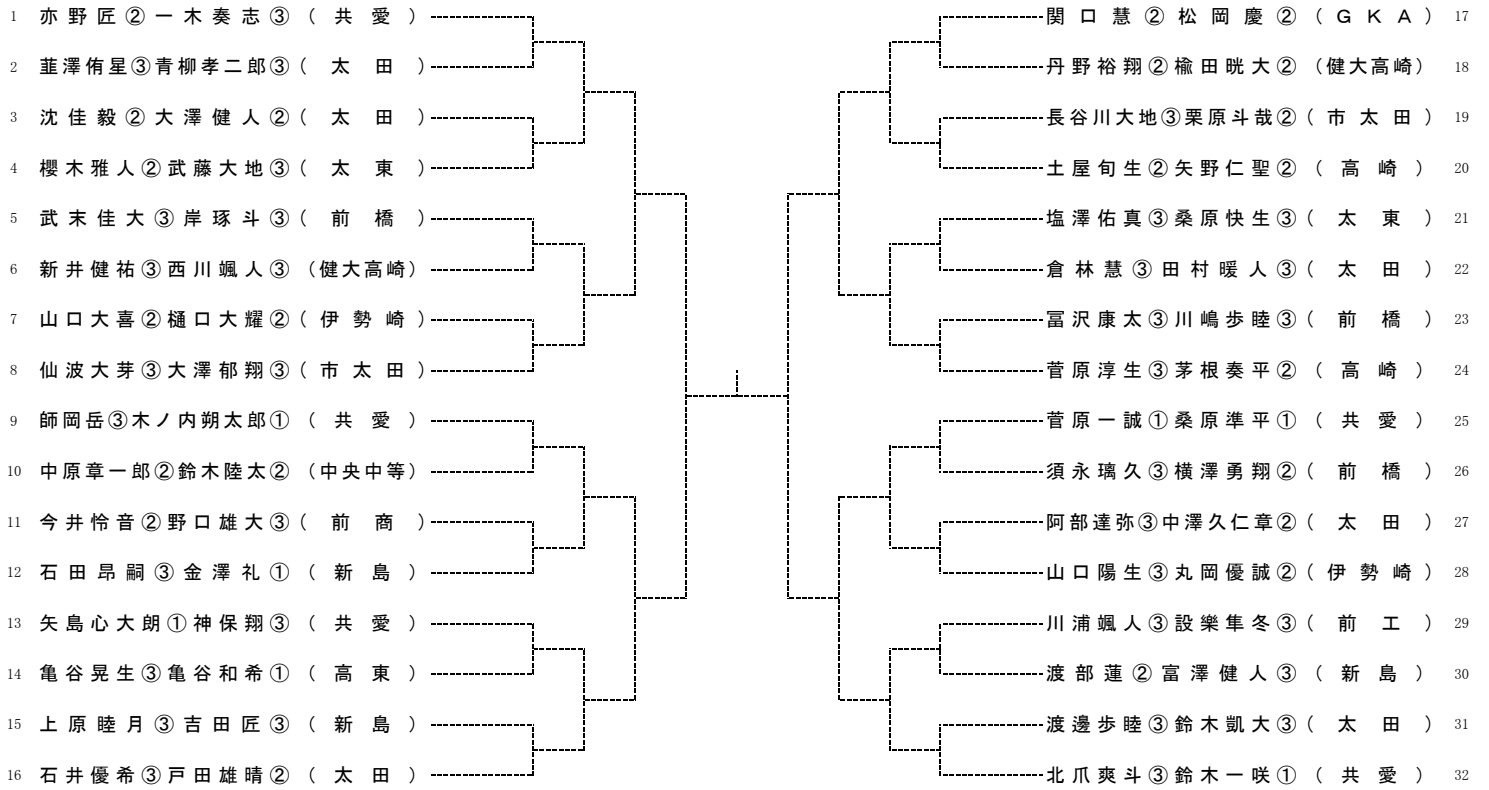 1 亦野匠②一木奏志③（共愛）
2 韮澤侑星③青柳孝二郎③（太田）
3 沈佳毅②大澤健人②（太田）
4 櫻木雅人②武藤大地③（太東）
5 武末佳大③岸琢斗③（前橋）
6 新井健祐③西川颯人③（健大高崎）
7 山口大喜②樋口大耀②（伊勢崎）
8 仙波大芽③大澤郁翔③（市太田）
9 師岡岳③木ノ内朔太郎①（共愛）
10 中原章一郎②鈴木陸太②（中央中等）
11 今井怜音②野口雄大③（前商）
12 石田昂嗣③金澤礼①（新島）
13 矢島心大朗①神保翔③（共愛）
14 亀谷晃生③亀谷和希①（高東）
15 上原睦月③吉田匠③（新島）
16 石井優希③戸田雄晴②（太田）
関口慧②松岡慶②（ＧＫＡ） 17
丹野裕翔②楡田晄大②（健大高崎） 18
長谷川大地③栗原斗哉②（市太田） 19
土屋旬生②矢野仁聖②（高崎） 20
塩澤佑真③桑原快生③（太東） 21
倉林慧③田村暖人③（太田） 22
冨沢康太③川嶋歩睦③（前橋） 23
菅原淳生③茅根奏平②（高崎） 24
菅原一誠①桑原準平①（共愛） 25
須永璃久③横澤勇翔②（前橋） 26
阿部達弥③中澤久仁章②（太田） 27
山口陽生③丸岡優誠②（伊勢崎） 28
川浦颯人③設樂隼冬③（前工） 29
渡部蓮②富澤健人③（新島） 30
渡邊歩睦③鈴木凱大③（太田） 31
北爪爽斗③鈴木一咲①（共愛） 32